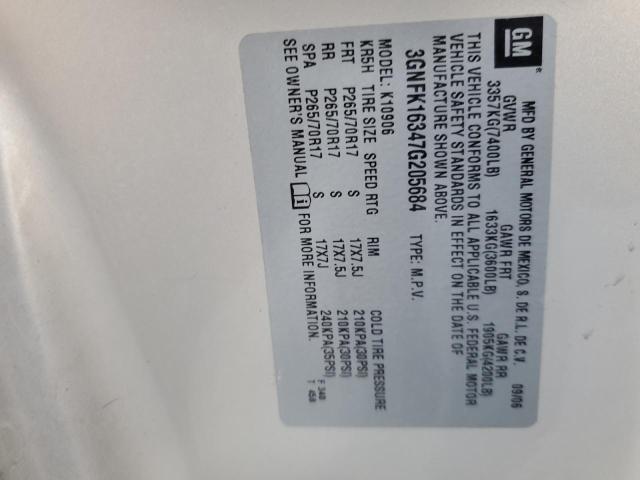 GM
MFD BY GENERAL MOTORS DE MEXICO, S. DE R.L. DE C.V. 09/06
GVWR GAWR FRT GAWR RR
3357KG(7400LB) 1633KG(3600LB) 1905KG(4200LB)
THIS VEHICLE CONFORMS TO ALL APPLICABLE U.S. FEDERAL MOTOR
VEHICLE SAFETY STANDARDS IN EFFECT ON THE DATE OF
MANUFACTURE SHOWN ABOVE.
3GNFK16347G205684 TYPE: M.P.V.
MODEL: K10906
KR5H TIRE SIZE SPEED RTG RIM COLD TIRE PRESSURE
FRT P265/70R17 S 17X7.5J 210KPA(30PSI)
RR P265/70R17 S 17X7.5J 210KPA(30PSI)
SPA P265/70R17 S 17X7J 240KPA(35PSI)
SEE OWNER'S MANUAL FOR MORE INFORMATION.
F 340
T 458